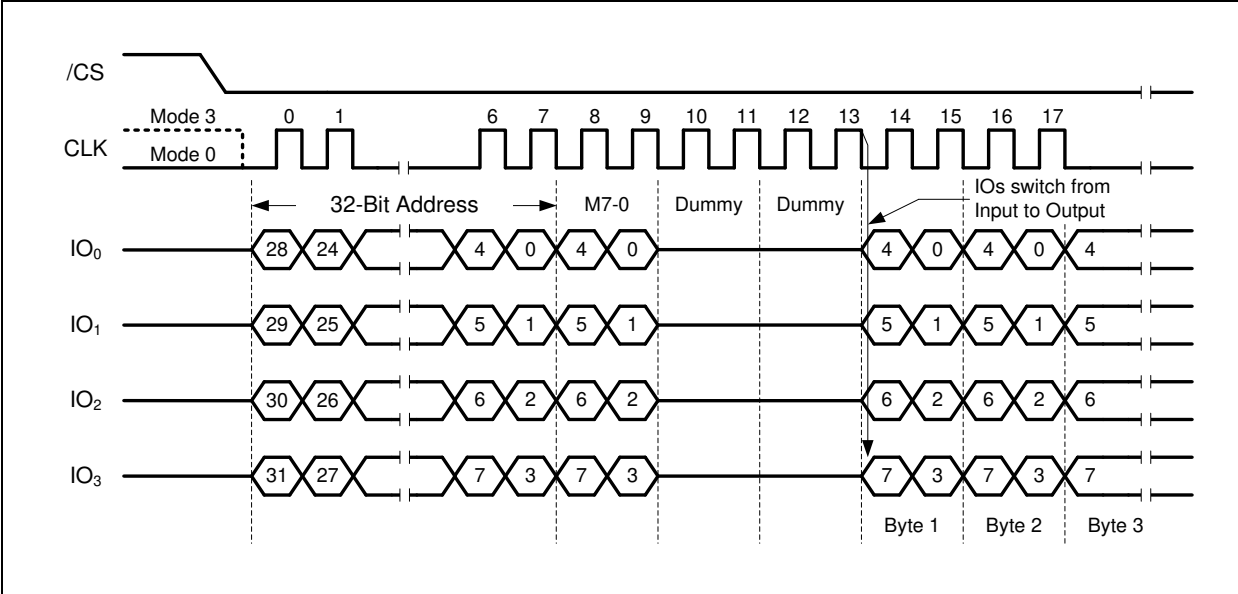 /CS
Mode 3 0 1 6 7 8 9 10 11 12 13 14 15 16 17
CLK
Mode 0
32-Bit Address M7-0 Dummy Dummy
IOs switch from
Input to Output
IO0 28 24 4 0 4 0 4 0 4 0 4
IO1 29 25 5 1 5 1 5 1 5 1 5
IO2 30 26 6 2 6 2 6 2 6 2 6
IO3 31 27 7 3 7 3 7 3 7 3 7
Byte 1 Byte 2 Byte 3